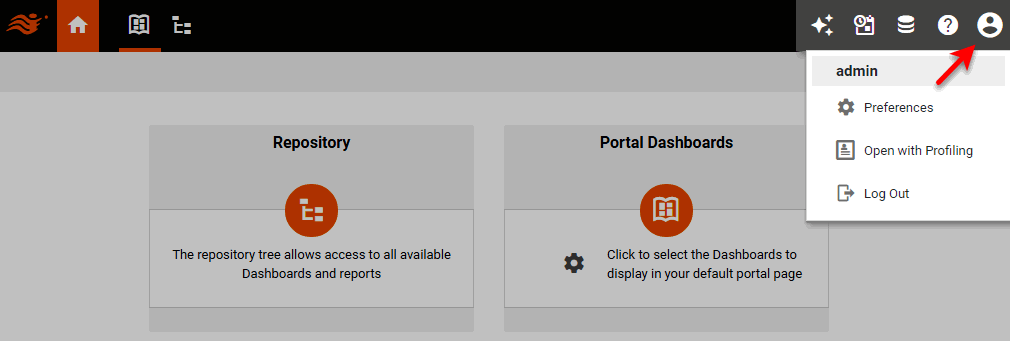 admin
Preferences
Open with Profiling
Log Out
Repository
The repository tree allows access to all available
Dashboards and reports
Portal Dashboards
Click to select the Dashboards to
display in your default portal page